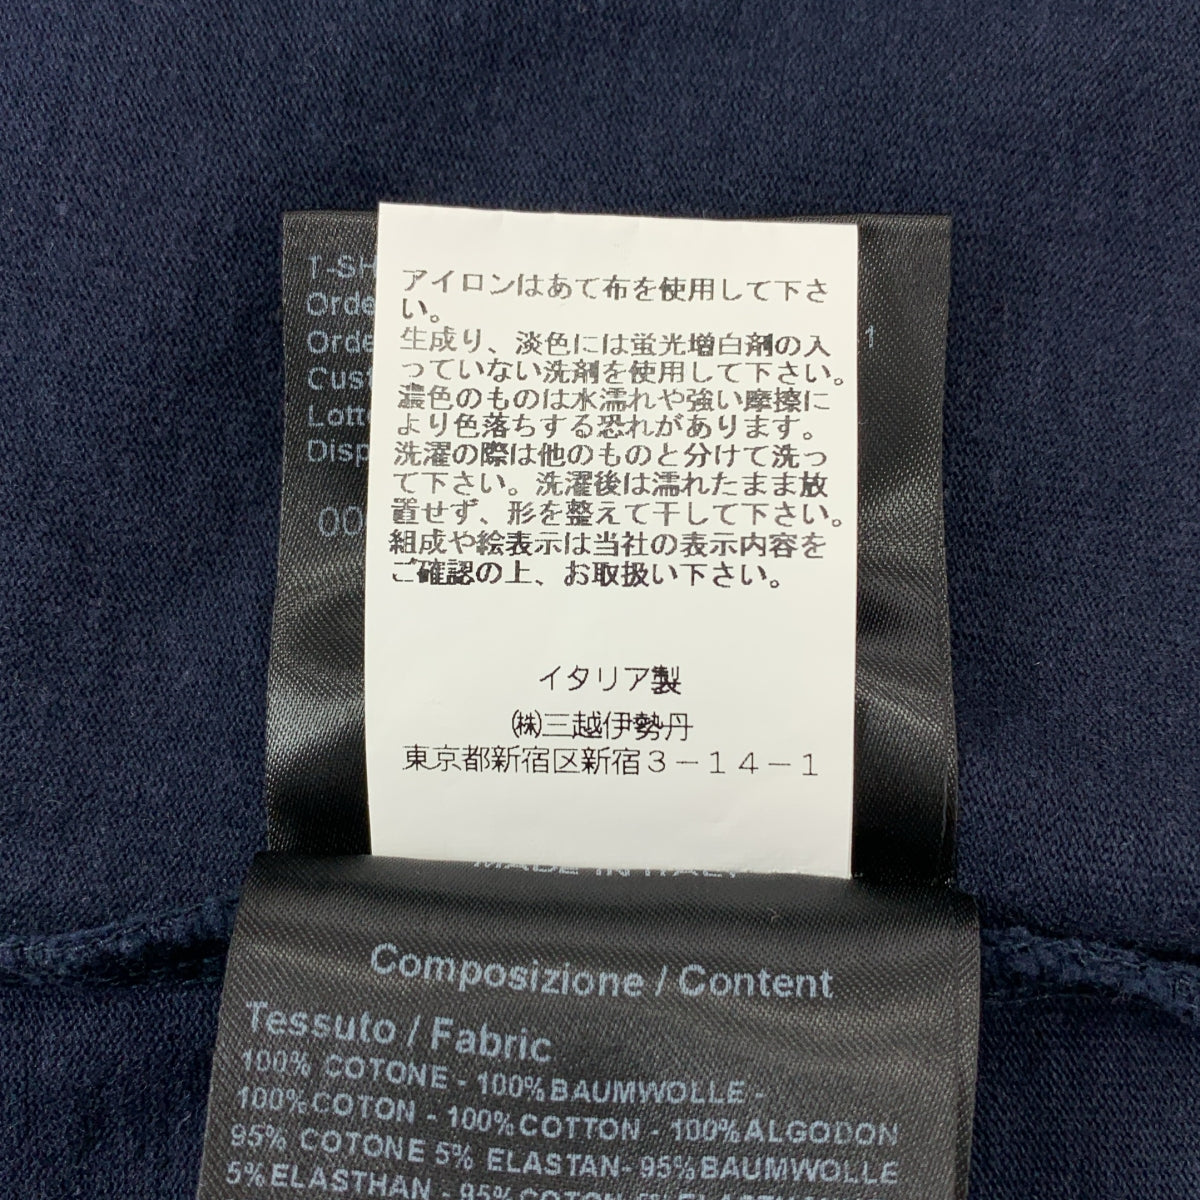 アイロンはあて布を使用して下さ
い。
生成り、淡色には蛍光増白剤の入
っていない洗剤を使用して下さい。
濃色のものは水濡れや強い摩擦に
より色落ちする恐れがあります。
洗濯の際は他のものと分けて洗っ
て下さい。洗濯後は濡れたまま放
置せず、形を整えて干して下さい。
組成や絵表示は当社の表示内容を
ご確認の上、お取扱い下さい。
イタリア製
㈱三越伊勢丹
東京都新宿区新宿3-14-1
T-SH
Orde
Orde
1
Cust
Lotto
Disp
00
MADE IN ITALY
Composizione / Content
Tessuto / Fabric
100% COTONE - 100%BAUMWOLLE -
100%COTON - 100%COTTON - 100%ALGODON
95% COTONE 5% ELASTAN- 95%BAUMWOLLE
5%ELASTHAN - 95%COTON